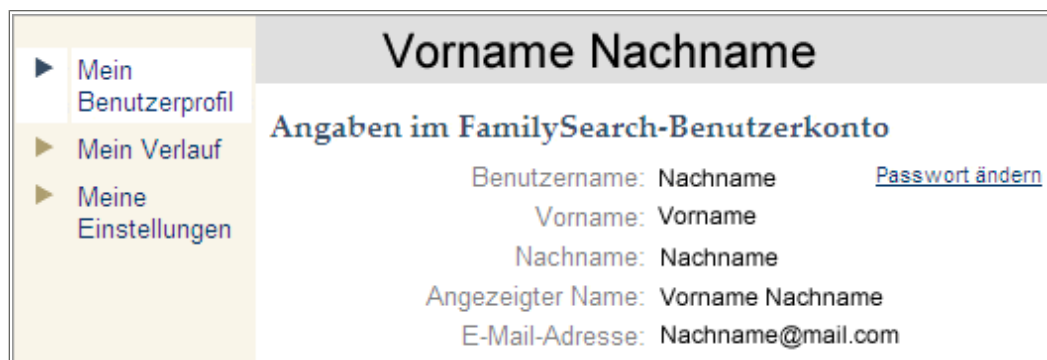 Vorname Nachname
Mein
Benutzerprofil
Mein Verlauf
Meine
Einstellungen
Angaben im FamilySearch-Benutzerkonto
Benutzername: Nachname Passwort ändern
Vorname: Vorname
Nachname: Nachname
Angezeigter Name: Vorname Nachname
E-Mail-Adresse: Nachname@mail.com